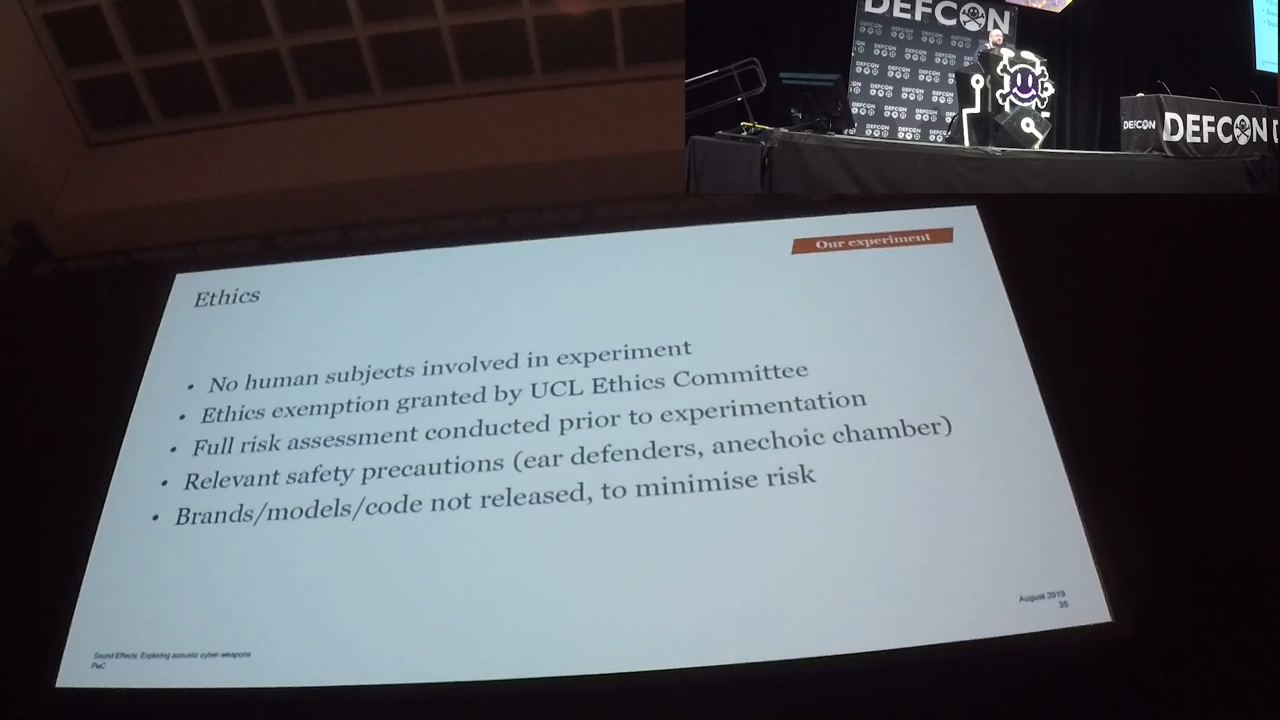 DEFCON
DEFCON
DEFCON
Our experiment
Ethics
• No human subjects involved in experiment
• Ethics exemption granted by UCL Ethics Committee
• Full risk assessment conducted prior to experimentation
• Relevant safety precautions (ear defenders, anechoic chamber)
• Brands/models/code not released, to minimise risk
August 2019
35
Sound Effects: Exploring acoustic cyber-weapons
PwC